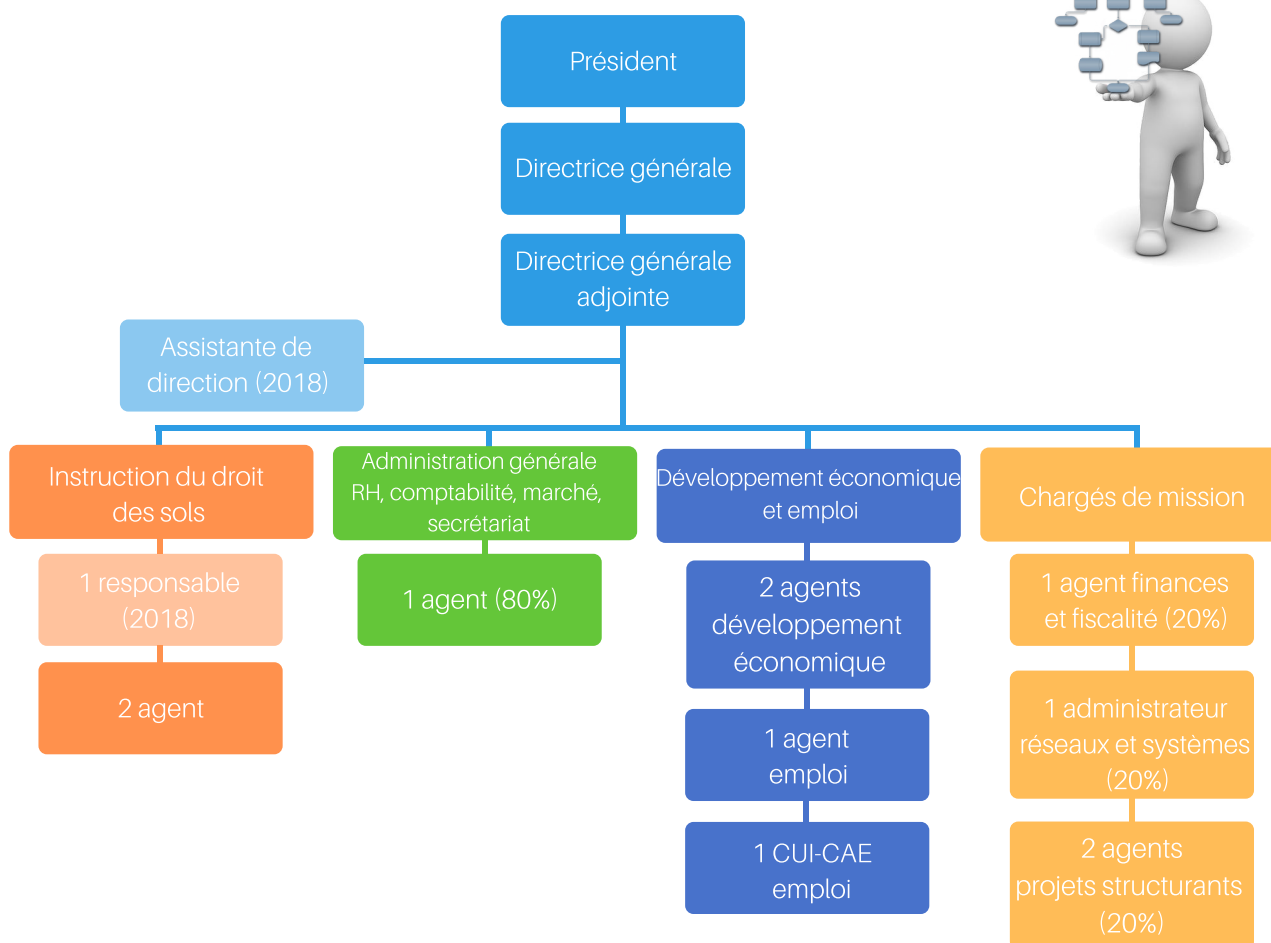 Président
Directrice générale
Directrice générale
adjointe
Assistante de
direction (2018)
Instruction du droit
des sols
1 responsable
(2018)
2 agent
Administration générale
RH, comptabilité, marché,
secrétariat
1 agent (80%)
Développement économique
et emploi
2 agents
développement
économique
1 agent
emploi
1 CUI-CAE
emploi
Chargés de mission
1 agent finances
et fiscalité (20%)
1 administrateur
réseaux et systèmes
(20%)
2 agents
projets structurants
(20%)